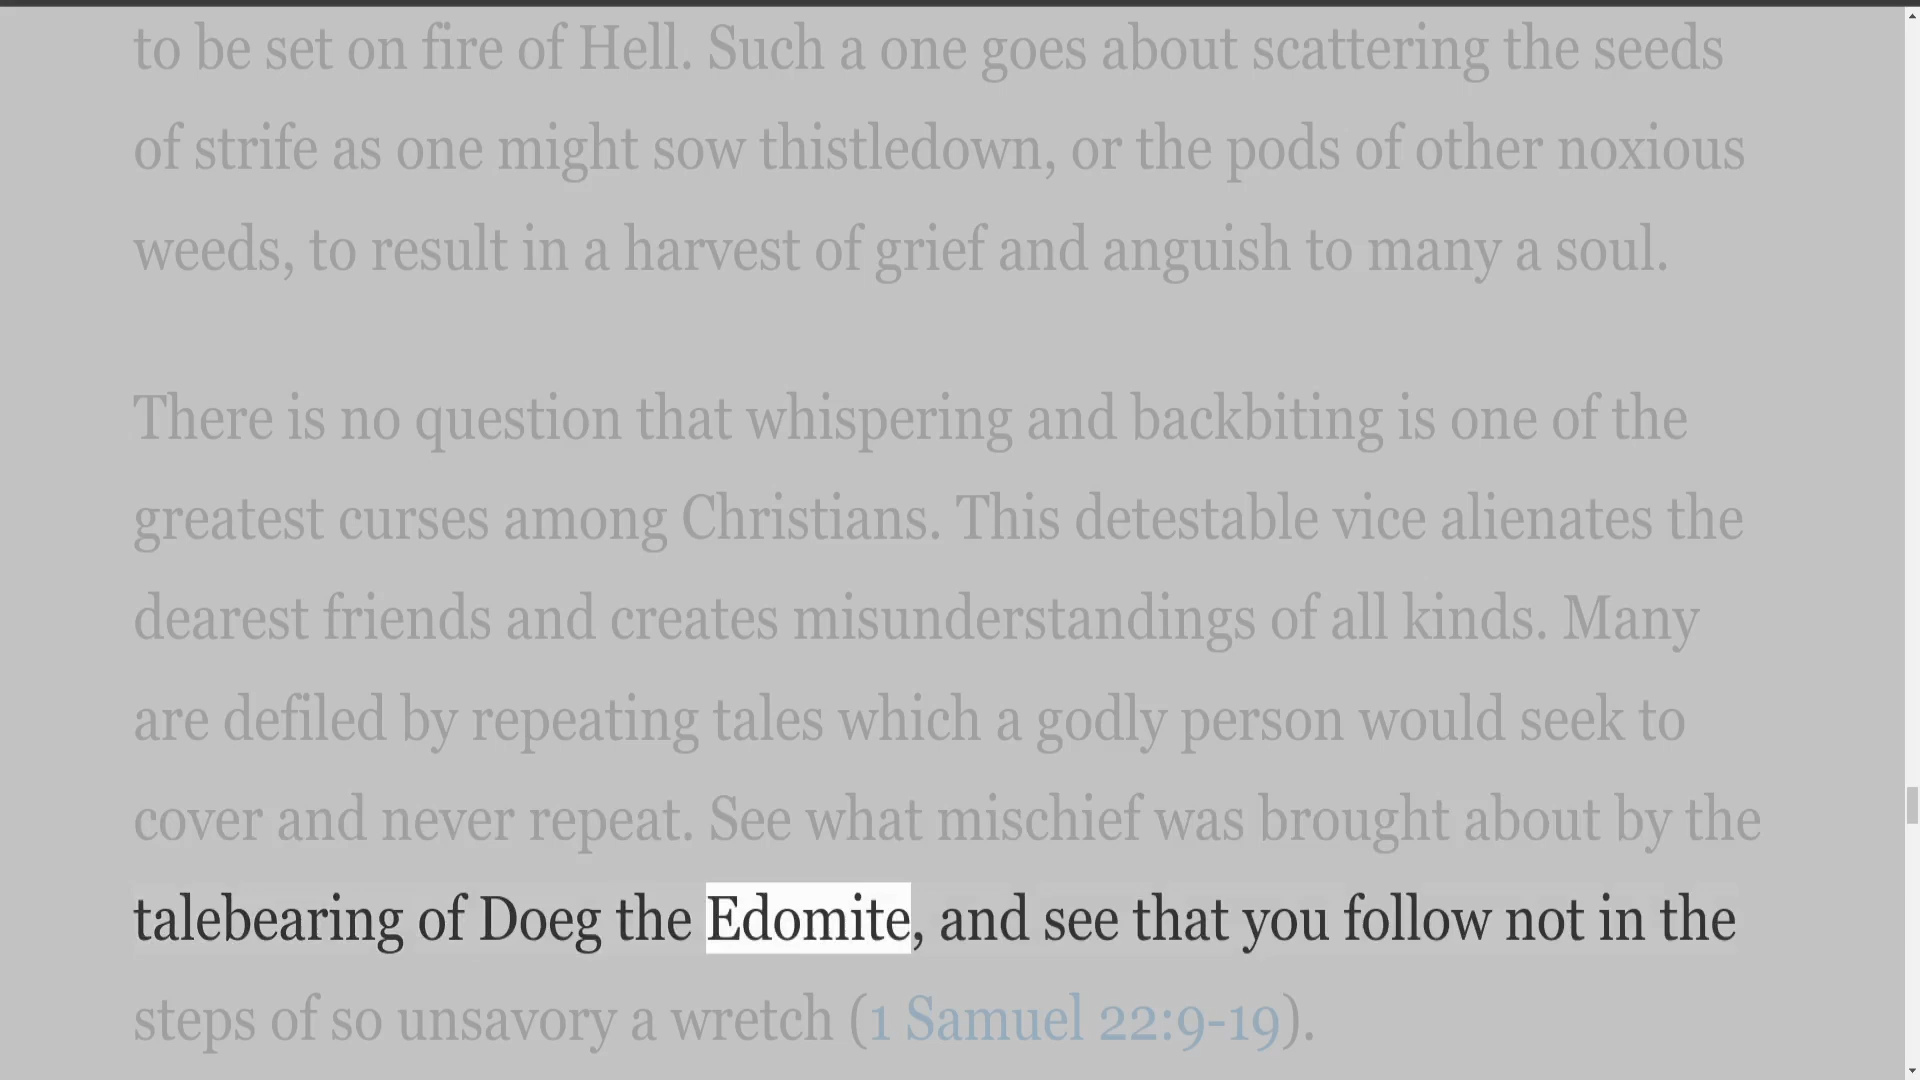 to be set on fire of Hell. Such a one goes about scattering the seeds
of strife as one might sow thistledown, or the pods of other noxious
weeds, to result in a harvest of grief and anguish to many a soul.
There is no question that whispering and backbiting is one of the
greatest curses among Christians. This detestable vice alienates the
dearest friends and creates misunderstandings of all kinds. Many
are defiled by repeating tales which a godly person would seek to
cover and never repeat. See what mischief was brought about by the
talebearing of Doeg the Edomite, and see that you follow not in the
steps of so unsavory a wretch (1 Samuel 22:9-19).